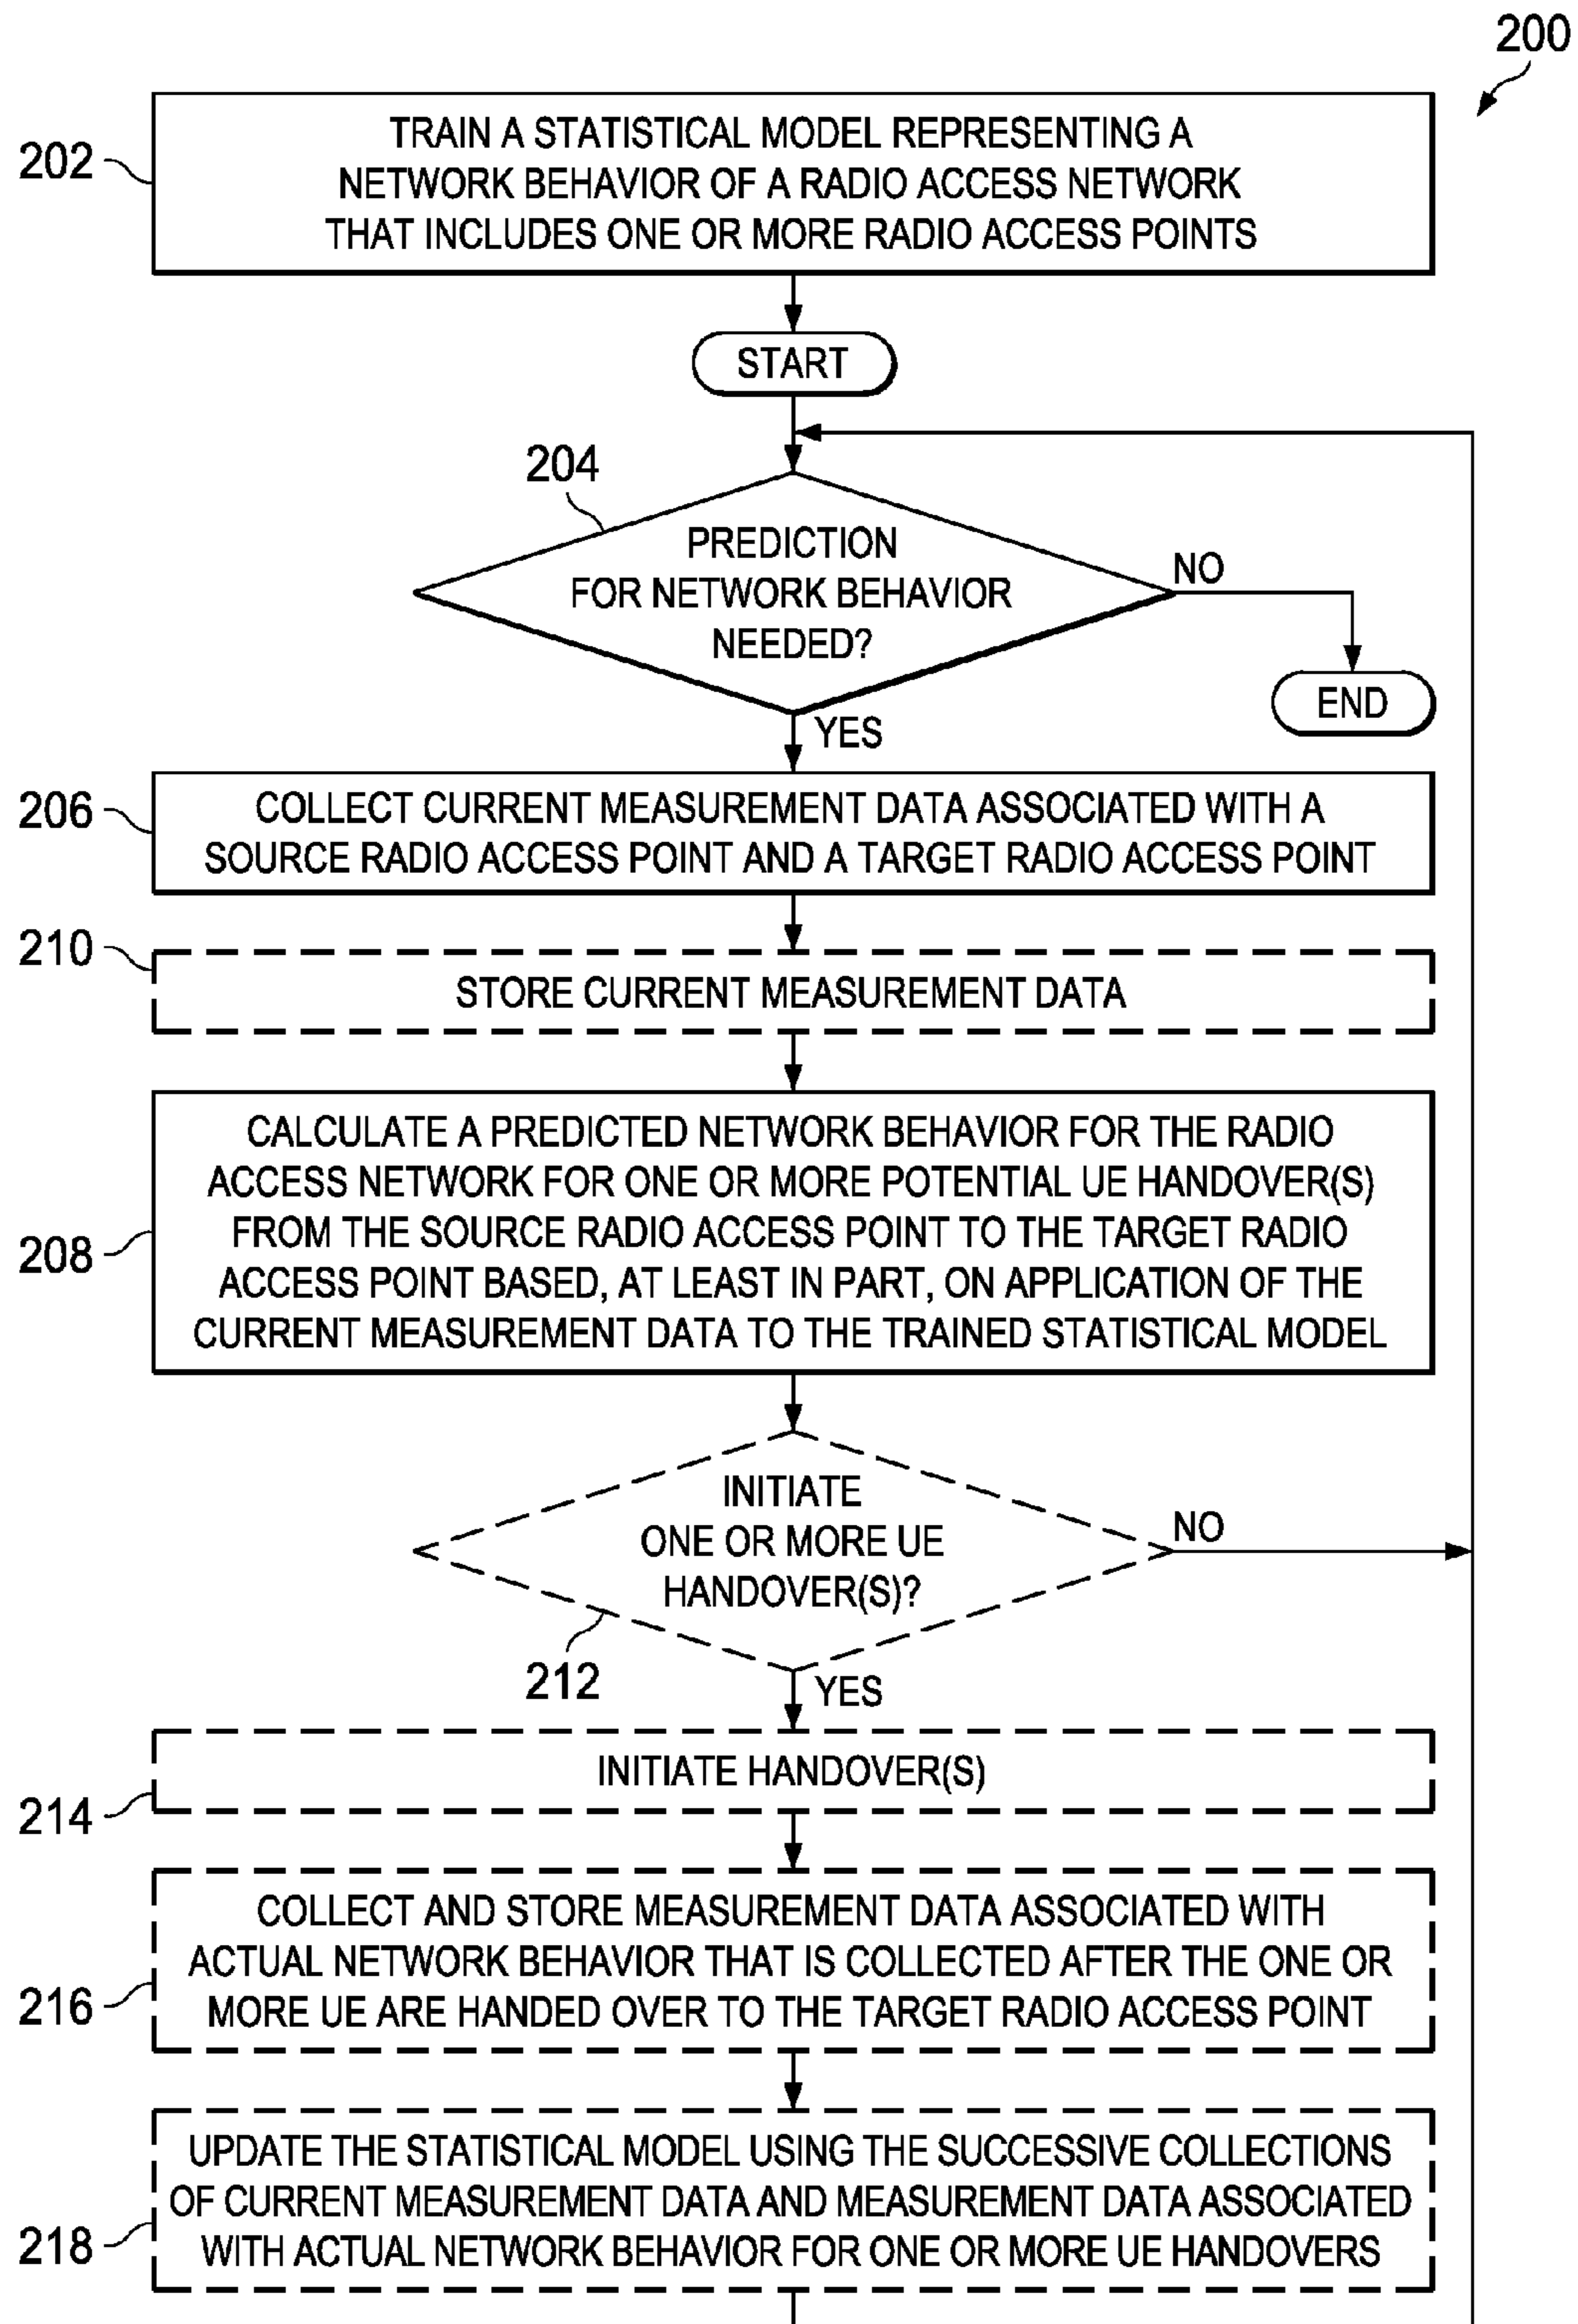 200
202
TRAIN A STATISTICAL MODEL REPRESENTING A
NETWORK BEHAVIOR OF A RADIO ACCESS NETWORK
THAT INCLUDES ONE OR MORE RADIO ACCESS POINTS
START
204
PREDICTION
FOR NETWORK BEHAVIOR
NEEDED?
NO
END
YES
206
COLLECT CURRENT MEASUREMENT DATA ASSOCIATED WITH A
SOURCE RADIO ACCESS POINT AND A TARGET RADIO ACCESS POINT
210
STORE CURRENT MEASUREMENT DATA
208
CALCULATE A PREDICTED NETWORK BEHAVIOR FOR THE RADIO
ACCESS NETWORK FOR ONE OR MORE POTENTIAL UE HANDOVER(S)
FROM THE SOURCE RADIO ACCESS POINT TO THE TARGET RADIO
ACCESS POINT BASED, AT LEAST IN PART, ON APPLICATION OF THE
CURRENT MEASUREMENT DATA TO THE TRAINED STATISTICAL MODEL
INITIATE
ONE OR MORE UE
HANDOVER(S)?
NO
212
YES
214
INITIATE HANDOVER(S)
216
COLLECT AND STORE MEASUREMENT DATA ASSOCIATED WITH
ACTUAL NETWORK BEHAVIOR THAT IS COLLECTED AFTER THE ONE OR
MORE UE ARE HANDED OVER TO THE TARGET RADIO ACCESS POINT
218
UPDATE THE STATISTICAL MODEL USING THE SUCCESSIVE COLLECTIONS
OF CURRENT MEASUREMENT DATA AND MEASUREMENT DATA ASSOCIATED
WITH ACTUAL NETWORK BEHAVIOR FOR ONE OR MORE UE HANDOVERS